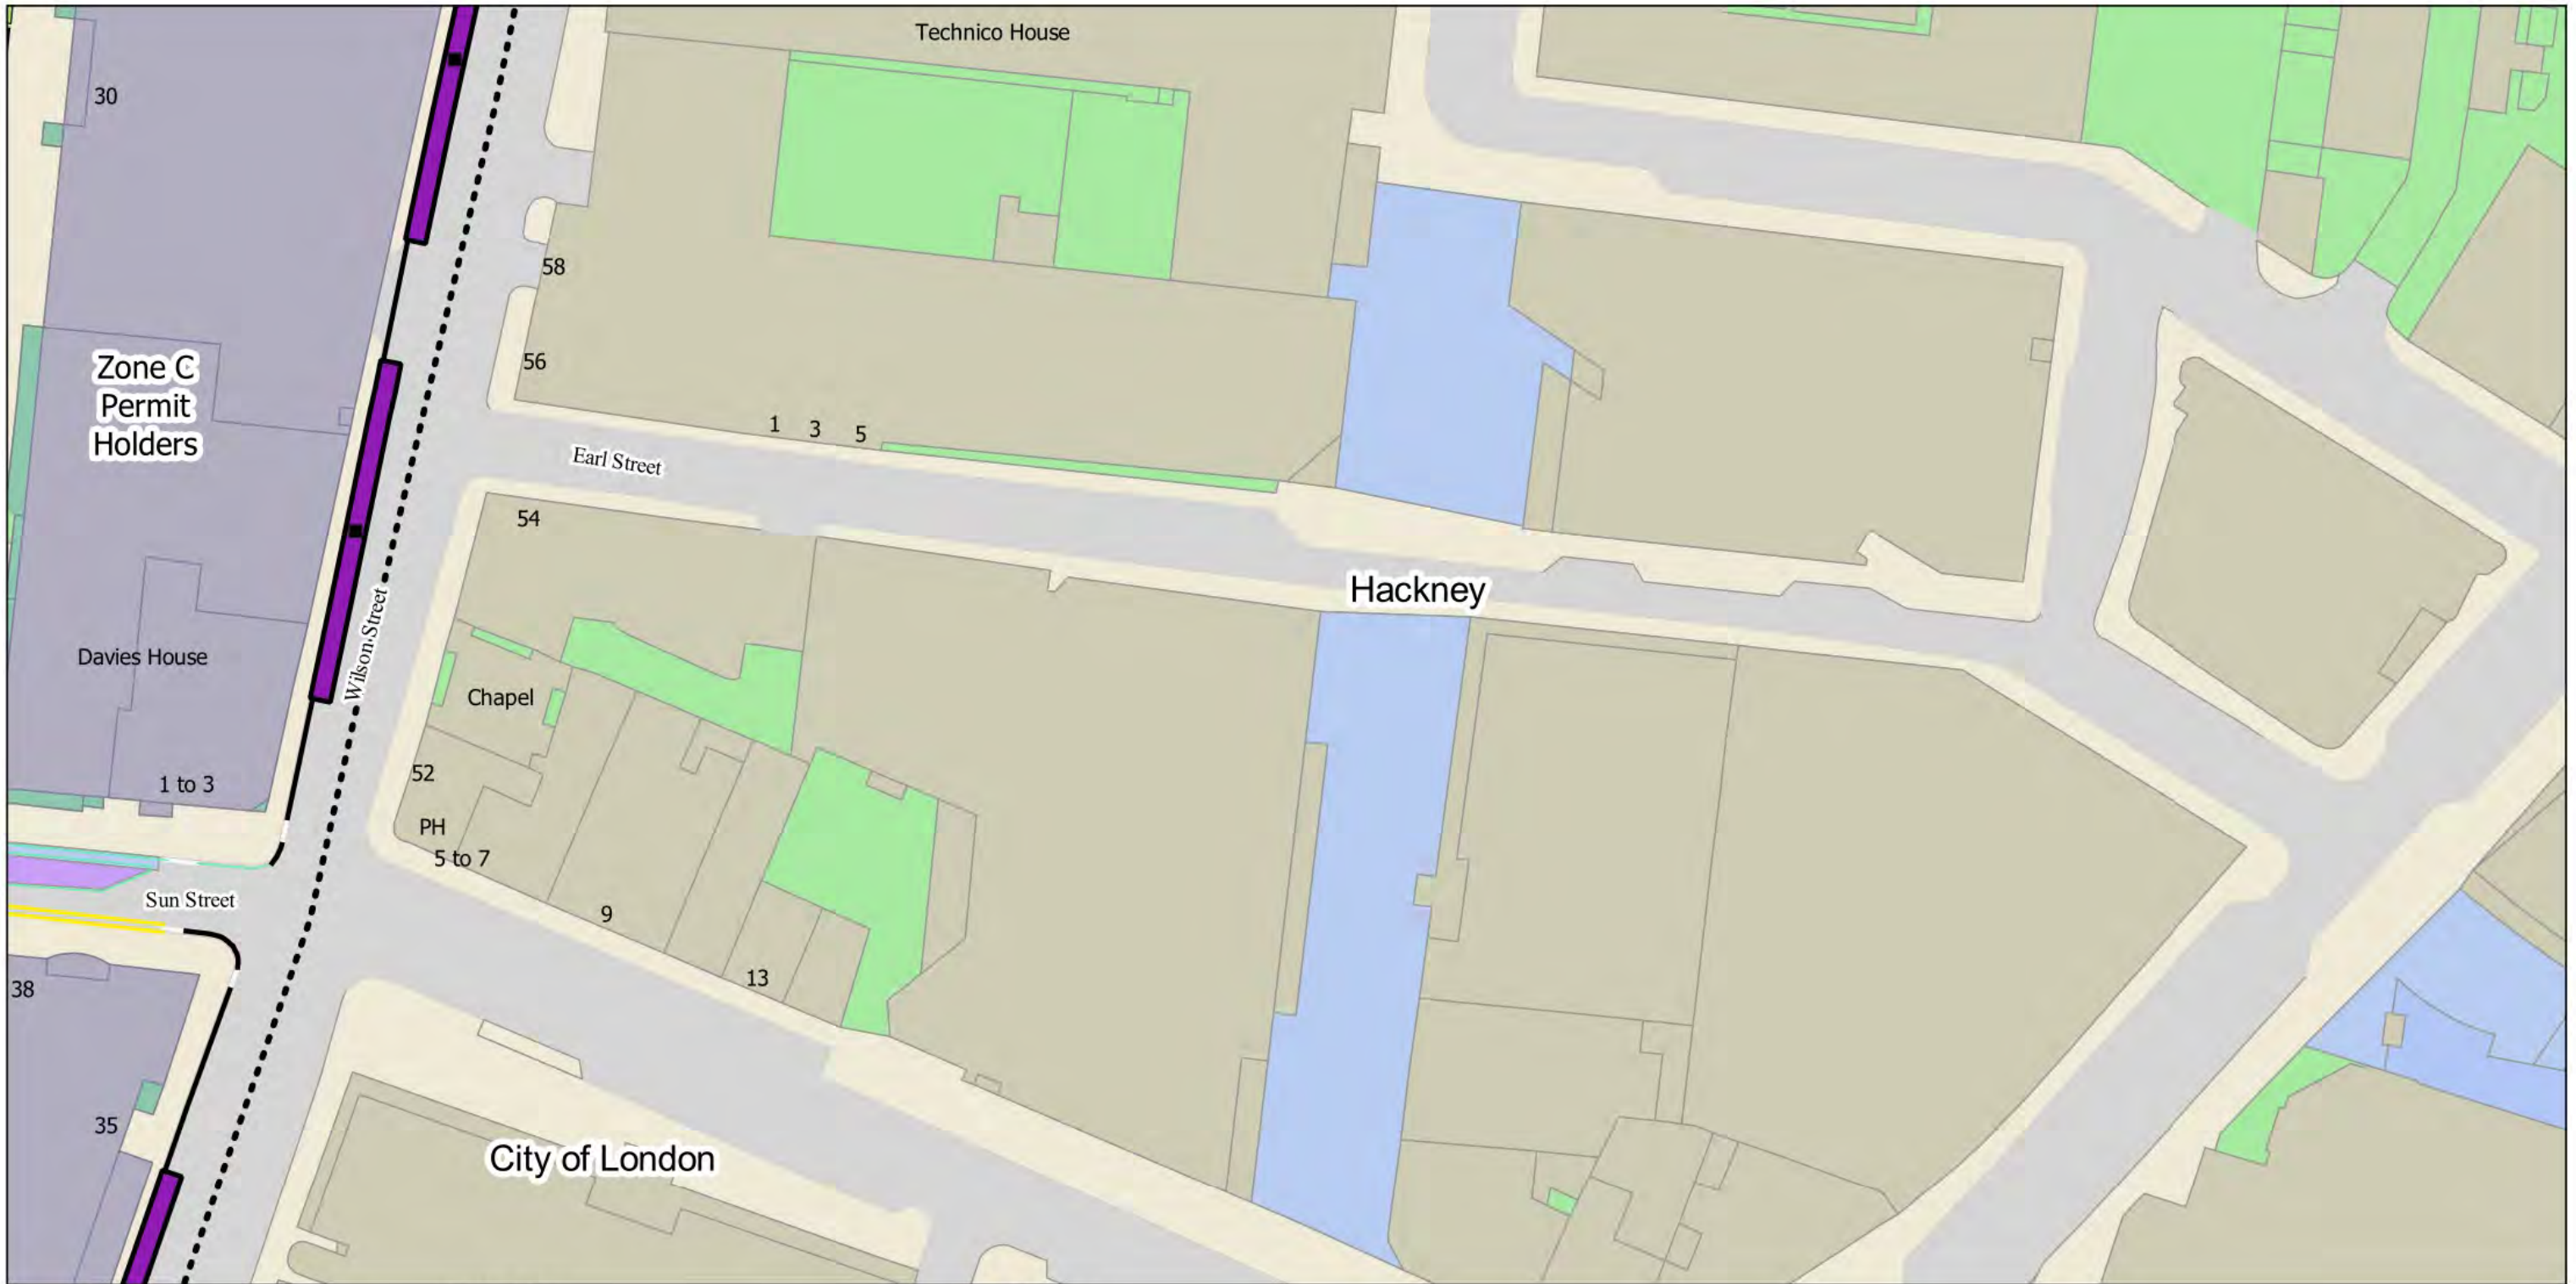 Technico House
30
58
56
Zone C
Permit
Holders
1 3 5
Earl Street
54
Hackney
Wilson Street
Davies House
Chapel
52
1 to 3
PH
5 to 7
Sun Street
9
13
38
35
City of London